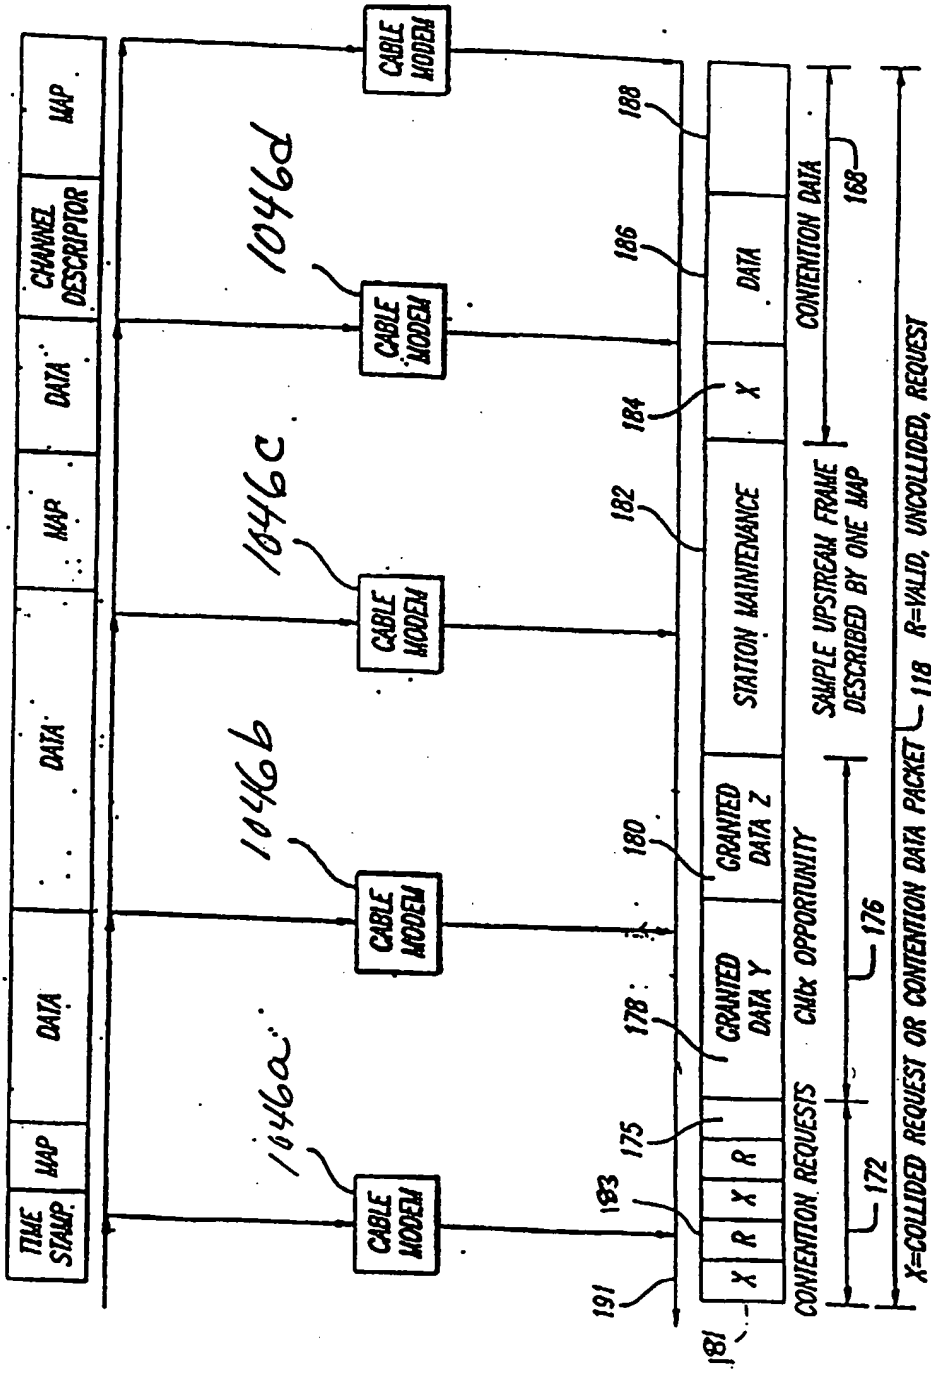 TIME
STAMP.
MAP
DATA
DATA
MAP
DATA
CHANNEL
DESCRIPTOR
MAP
1046a
1046b
1046c
1046d
CABLE
MODEM
CABLE
MODEM
CABLE
MODEM
CABLE
MODEM
CABLE
MODEM
191
183
175
178
180
182
184
186
188
181
X
R
X
R
GRANTED
DATA Y
GRANTED
DATA Z
STATION MAINTENANCE
X
DATA
CONTENTION REQUESTS
CMtx OPPORTUNITY
SAMPLE UPSTREAM FRAME
DESCRIBED BY ONE MAP
CONTENTION DATA
172
176
168
X=COLLIDED REQUEST OR CONTENTION DATA PACKET
118
R=VALID, UNCOLLIDED, REQUEST